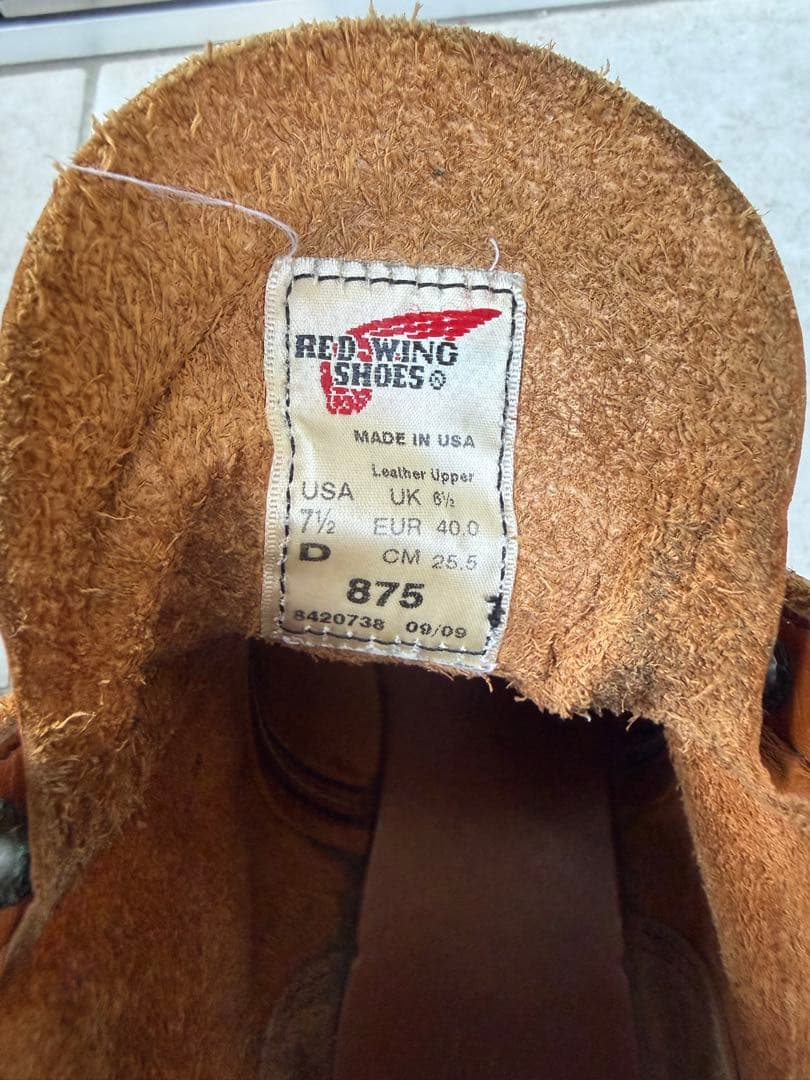 RED WING
SHOES®
MADE IN USA
Leather Upper
USA UK 6½
7½ EUR 40.0
D CM 25.5
875
8420738 09/09